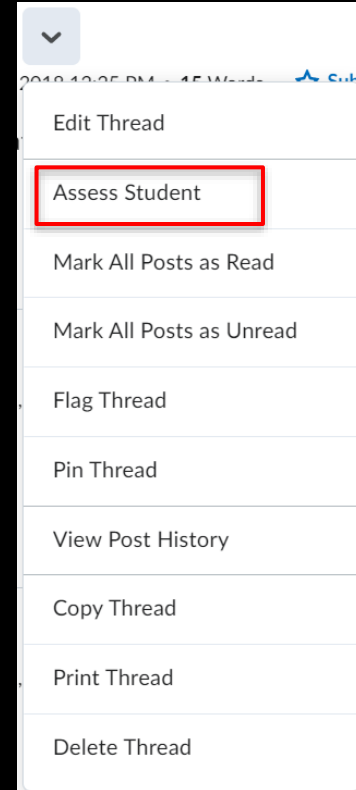 Edit Thread
Assess Student
Mark All Posts as Read
Mark All Posts as Unread
Flag Thread
Pin Thread
View Post History
Copy Thread
Print Thread
Delete Thread